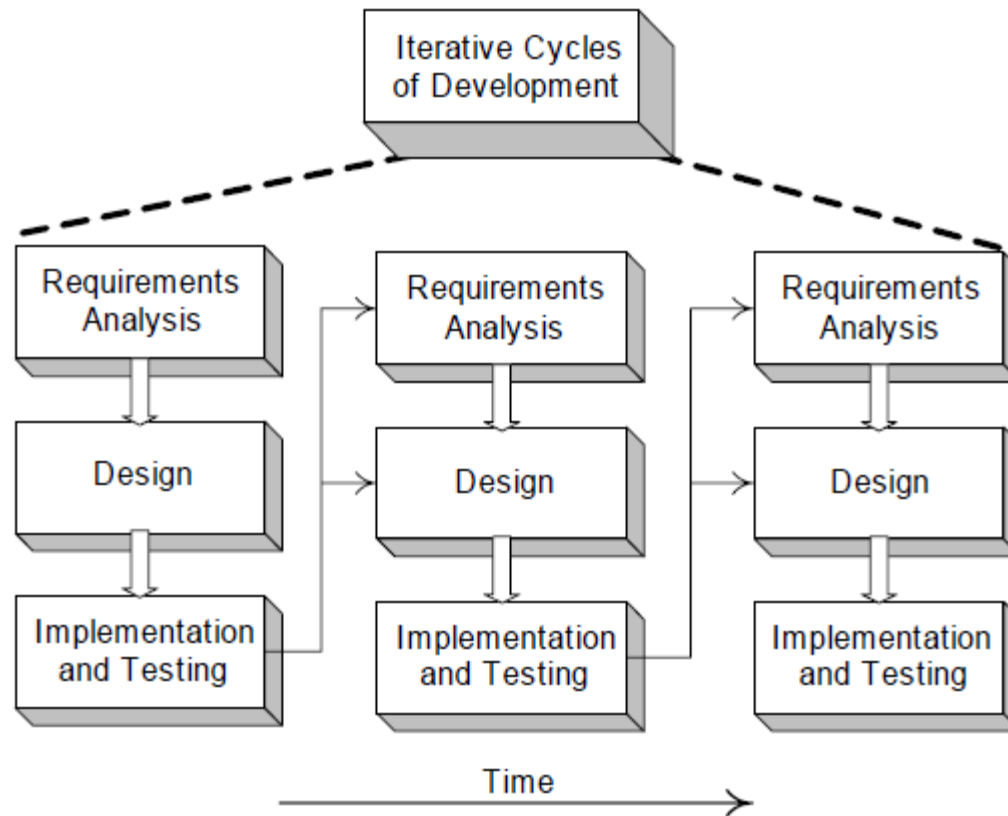 Iterative Cycles
of Development
Requirements
Analysis
Requirements
Analysis
Requirements
Analysis
Design
Design
Design
Implementation
and Testing
Implementation
and Testing
Implementation
and Testing
Time